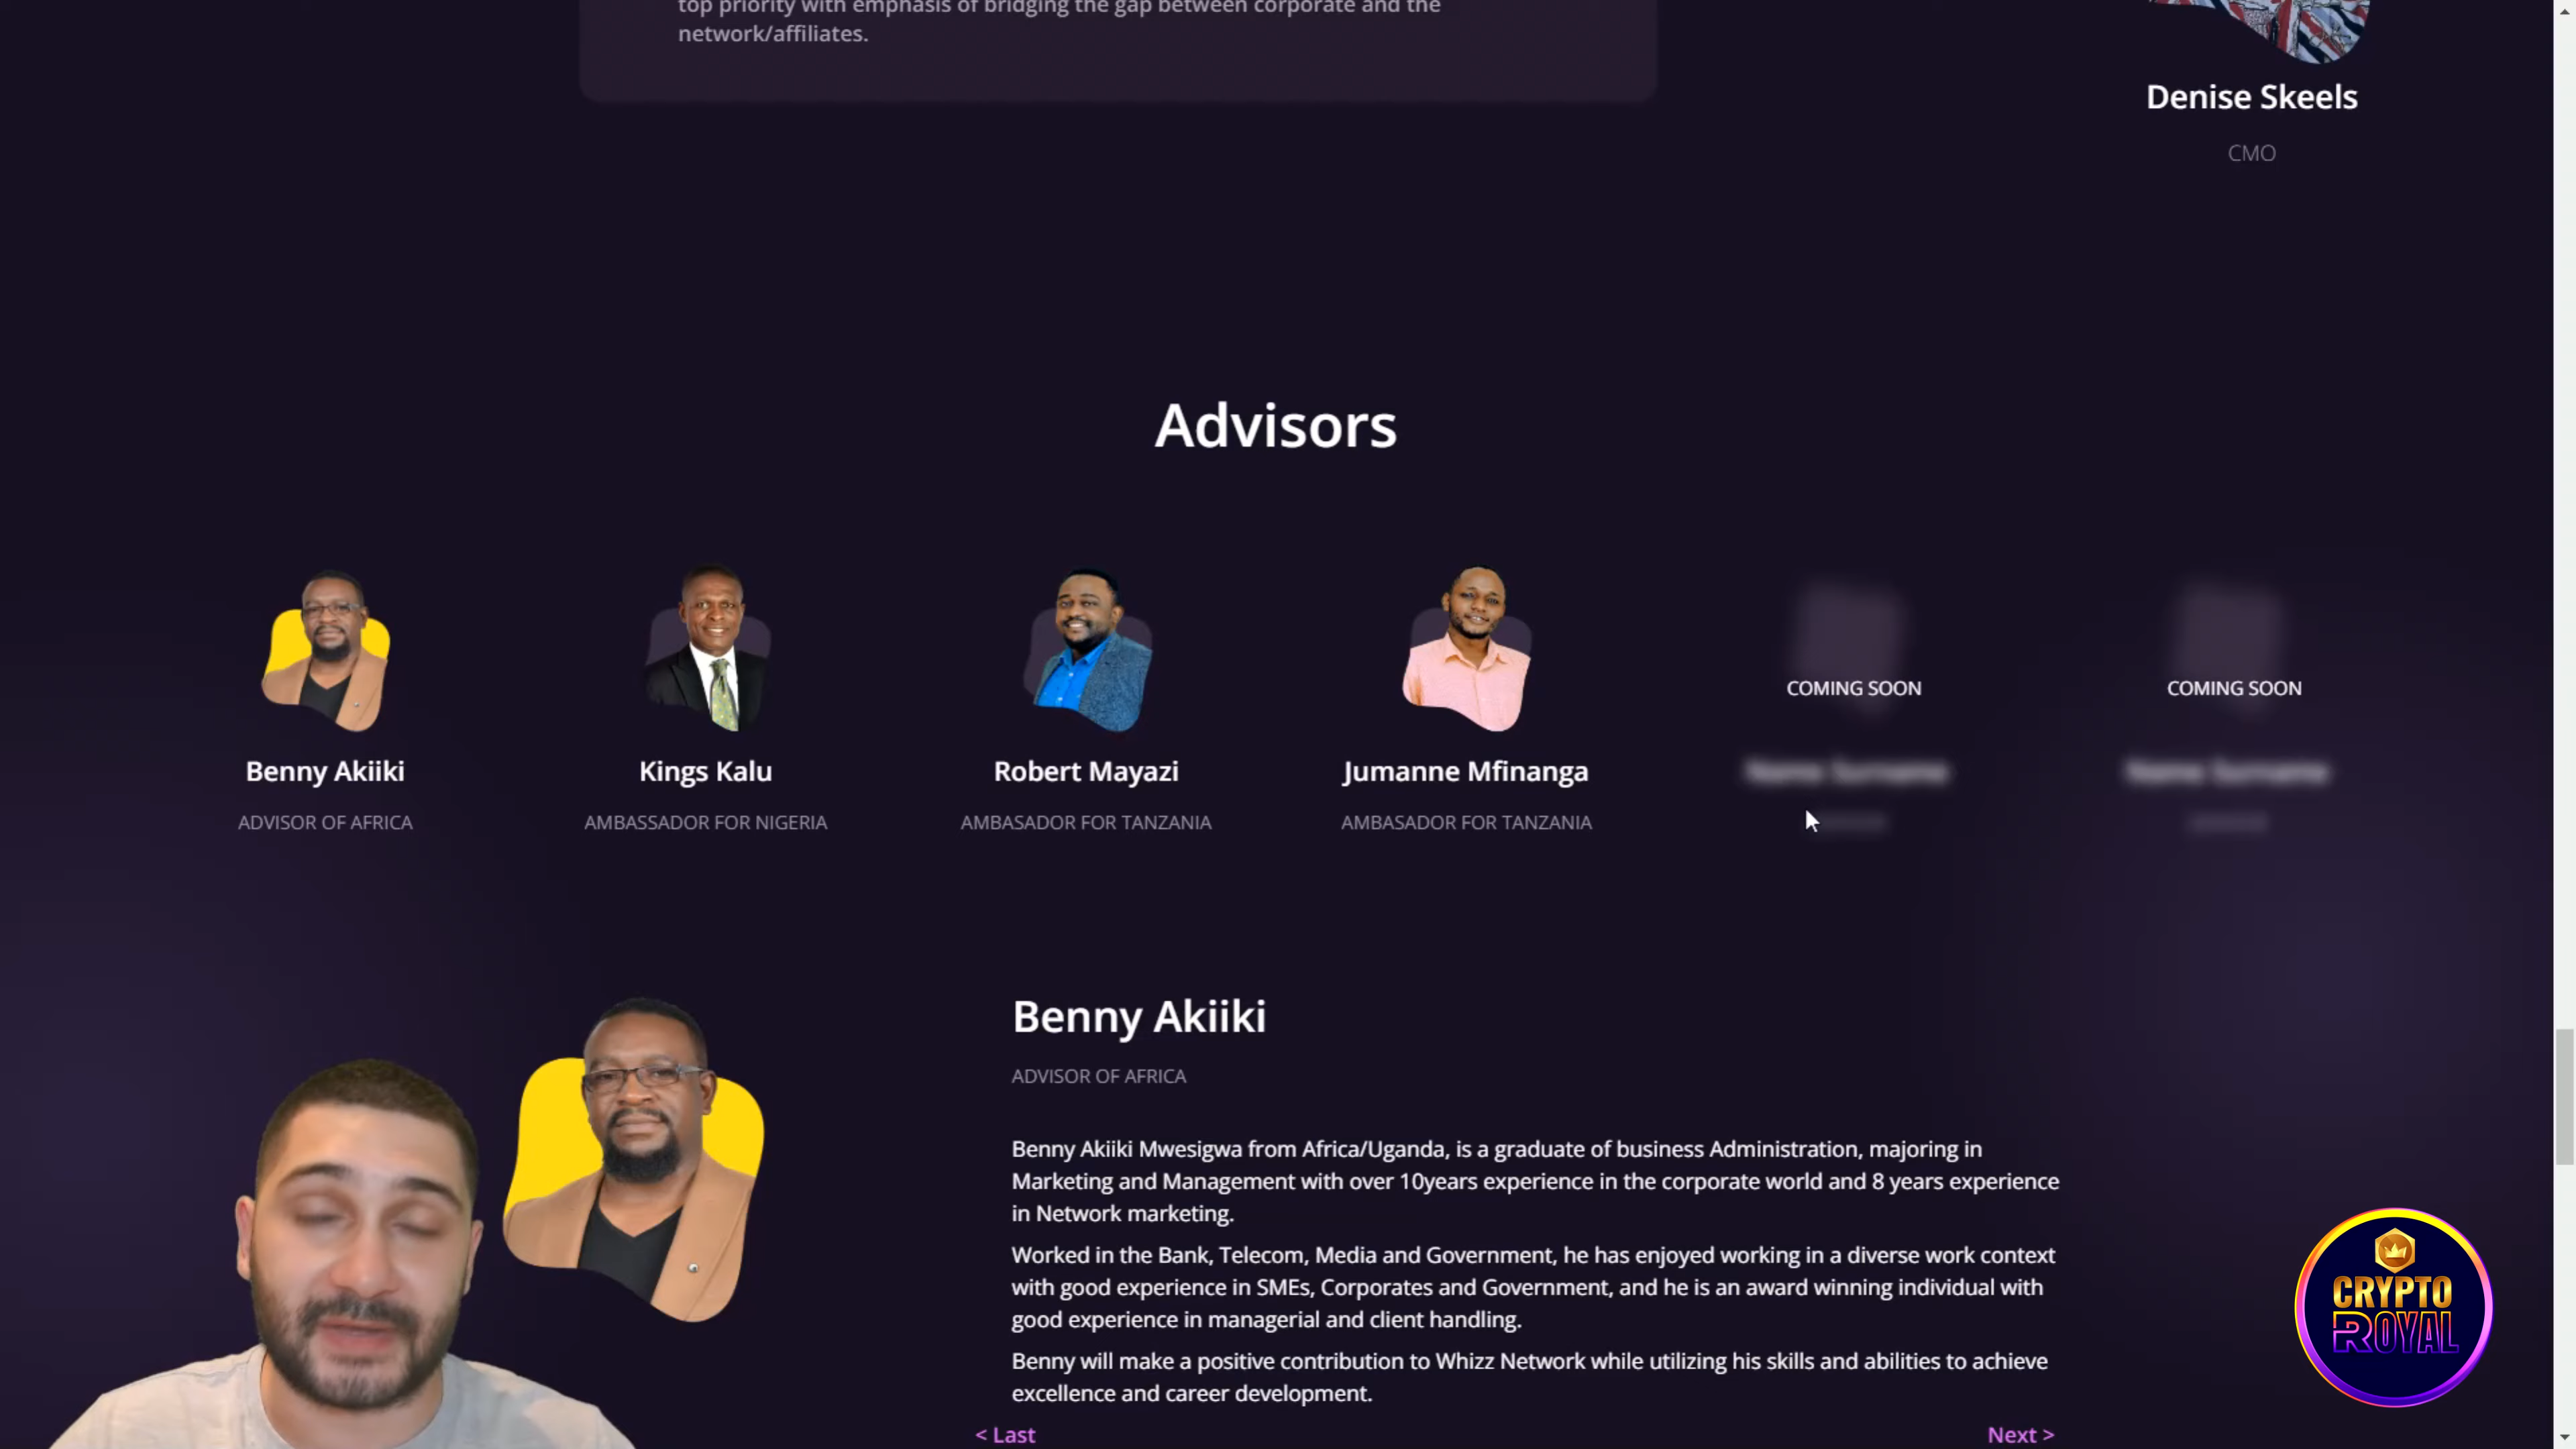 top priority with emphasis of bridging the gap between corporate and the
network/affiliates.
Denise Skeels
CMO
Advisors
COMING SOON
COMING SOON
Benny Akiiki
Kings Kalu
Robert Mayazi
Jumanne Mfinanga
Name Surname
Name Surname
ADVISOR OF AFRICA
AMBASSADOR FOR NIGERIA
AMBASADOR FOR TANZANIA
AMBASADOR FOR TANZANIA
Benny Akiiki
ADVISOR OF AFRICA
Benny Akiiki Mwesigwa from Africa/Uganda, is a graduate of business Administration, majoring in
Marketing and Management with over 10years experience in the corporate world and 8 years experience
in Network marketing.
Worked in the Bank, Telecom, Media and Government, he has enjoyed working in a diverse work context
with good experience in SMEs, Corporates and Government, and he is an award winning individual with
good experience in managerial and client handling.
Benny will make a positive contribution to Whizz Network while utilizing his skills and abilities to achieve
excellence and career development.
< Last
Next >
CRYPTO
ROYAL